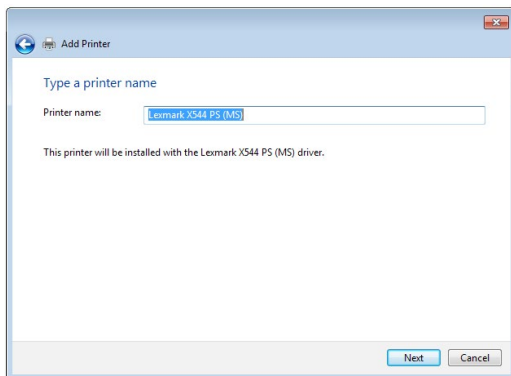 Add Printer
Type a printer name
Printer name: Lexmark X544 PS (MS)
This printer will be installed with the Lexmark X544 PS (MS) driver.
Next Cancel